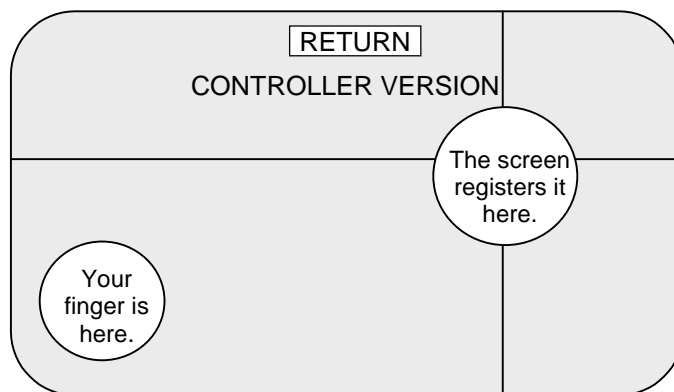 RETURN
CONTROLLER VERSION
The screen
registers it
here.
Your
finger is
here.